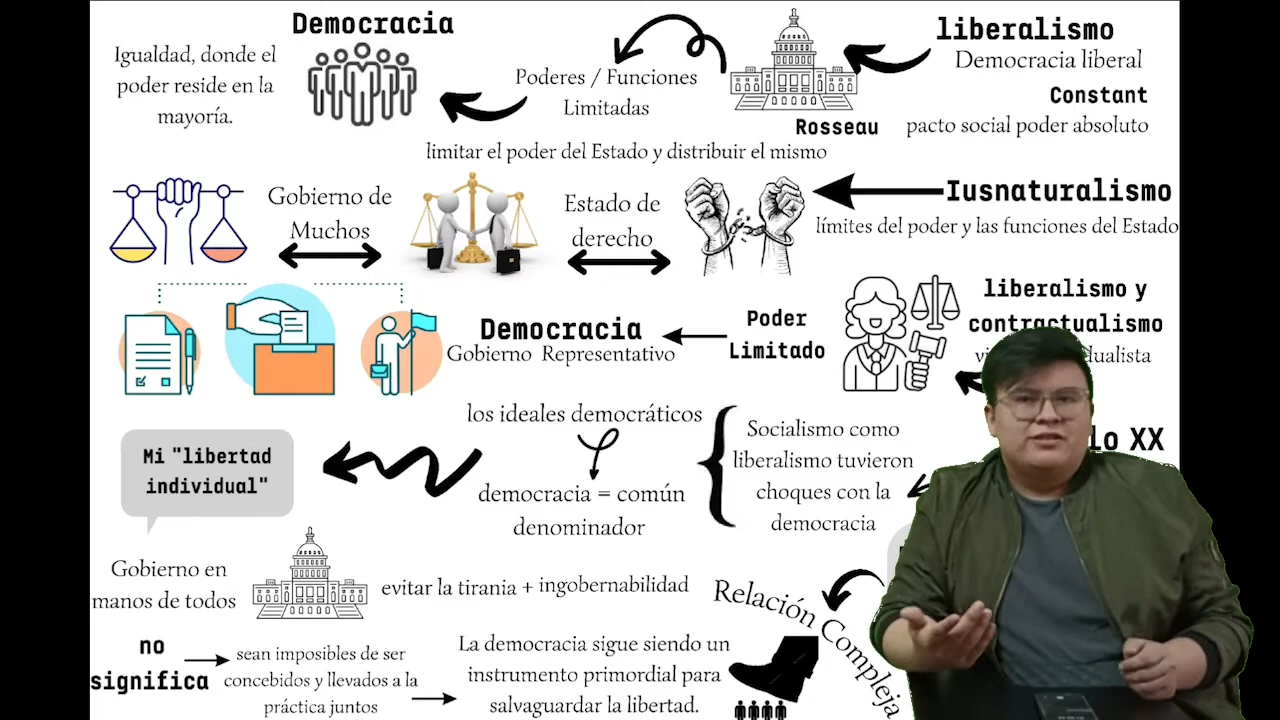 Democracia
Igualdad, donde el
poder reside en la
mayoría.
Poderes / Funciones
Limitadas
liberalismo
Democracia liberal
Constant
Rosseau
pacto social poder absoluto
limitar el poder del Estado y distribuir el mismo
Gobierno de
Muchos
Estado de
derecho
Iusnaturalismo
límites del poder y las funciones del Estado
Democracia
Gobierno Representativo
Poder
Limitado
liberalismo y
contractualismo
los ideales democráticos
democracia = común
denominador
Socialismo como
liberalismo tuvieron
choques con la
democracia
XX
Mi "libertad
individual"
Gobierno en
manos de todos
evitar la tirania + ingobernabilidad
Relación Compleja
no
significa
sean imposibles de ser
concebidos y llevados a la
práctica juntos
La democracia sigue siendo un
instrumento primordial para
salvaguardar la libertad.